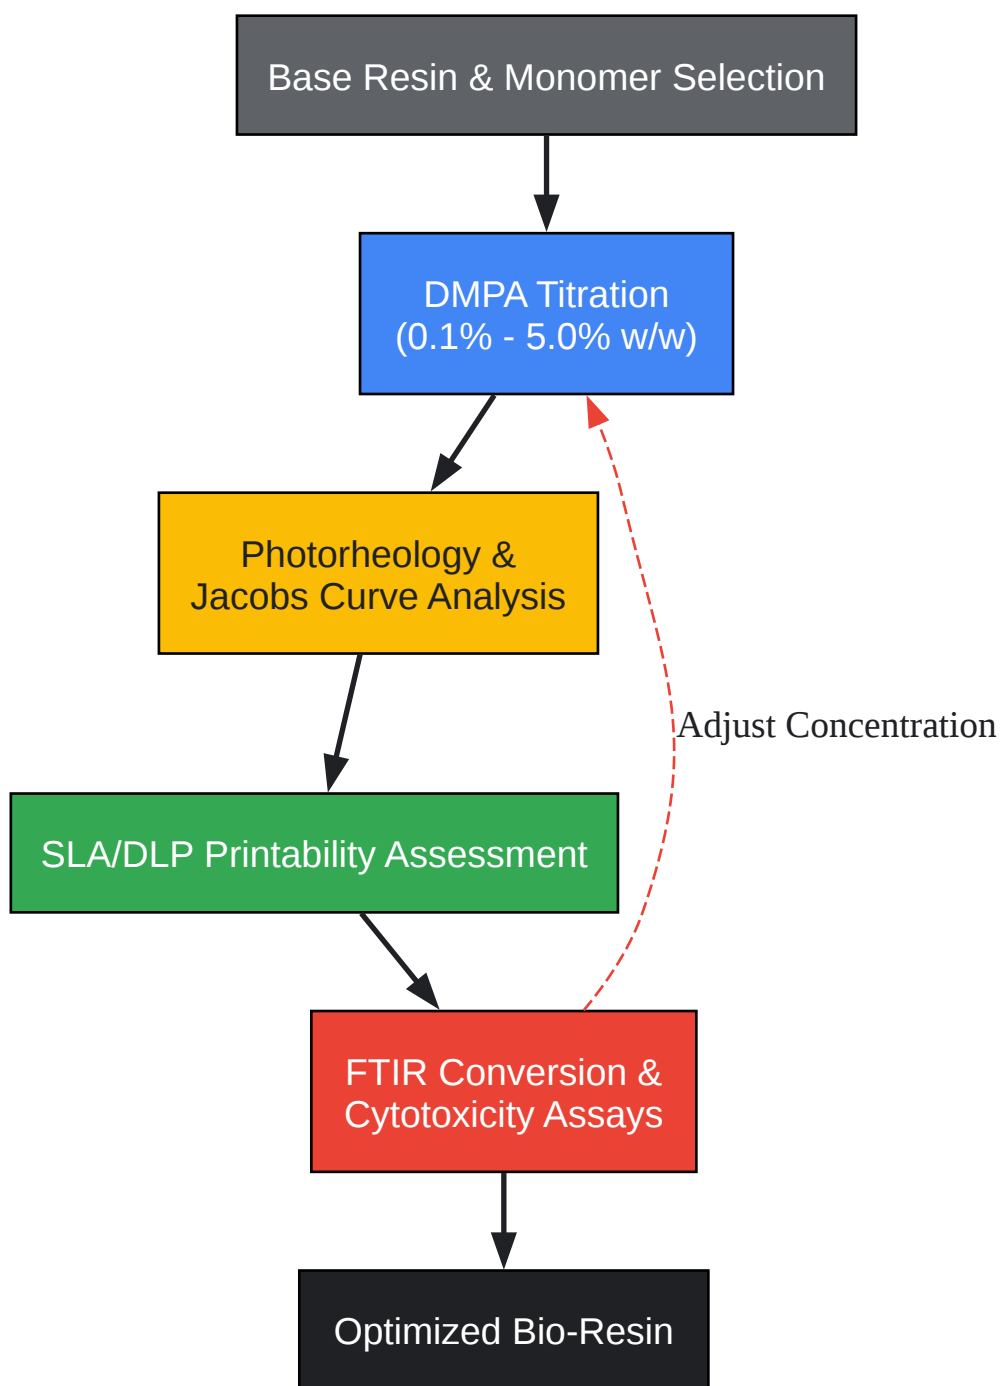 Base Resin & Monomer Selection
DMPA Titration
(0.1% - 5.0% w/w)
Photorheology &
Jacobs Curve Analysis
Adjust Concentration
SLA/DLP Printability Assessment
FTIR Conversion &
Cytotoxicity Assays
Optimized Bio-Resin